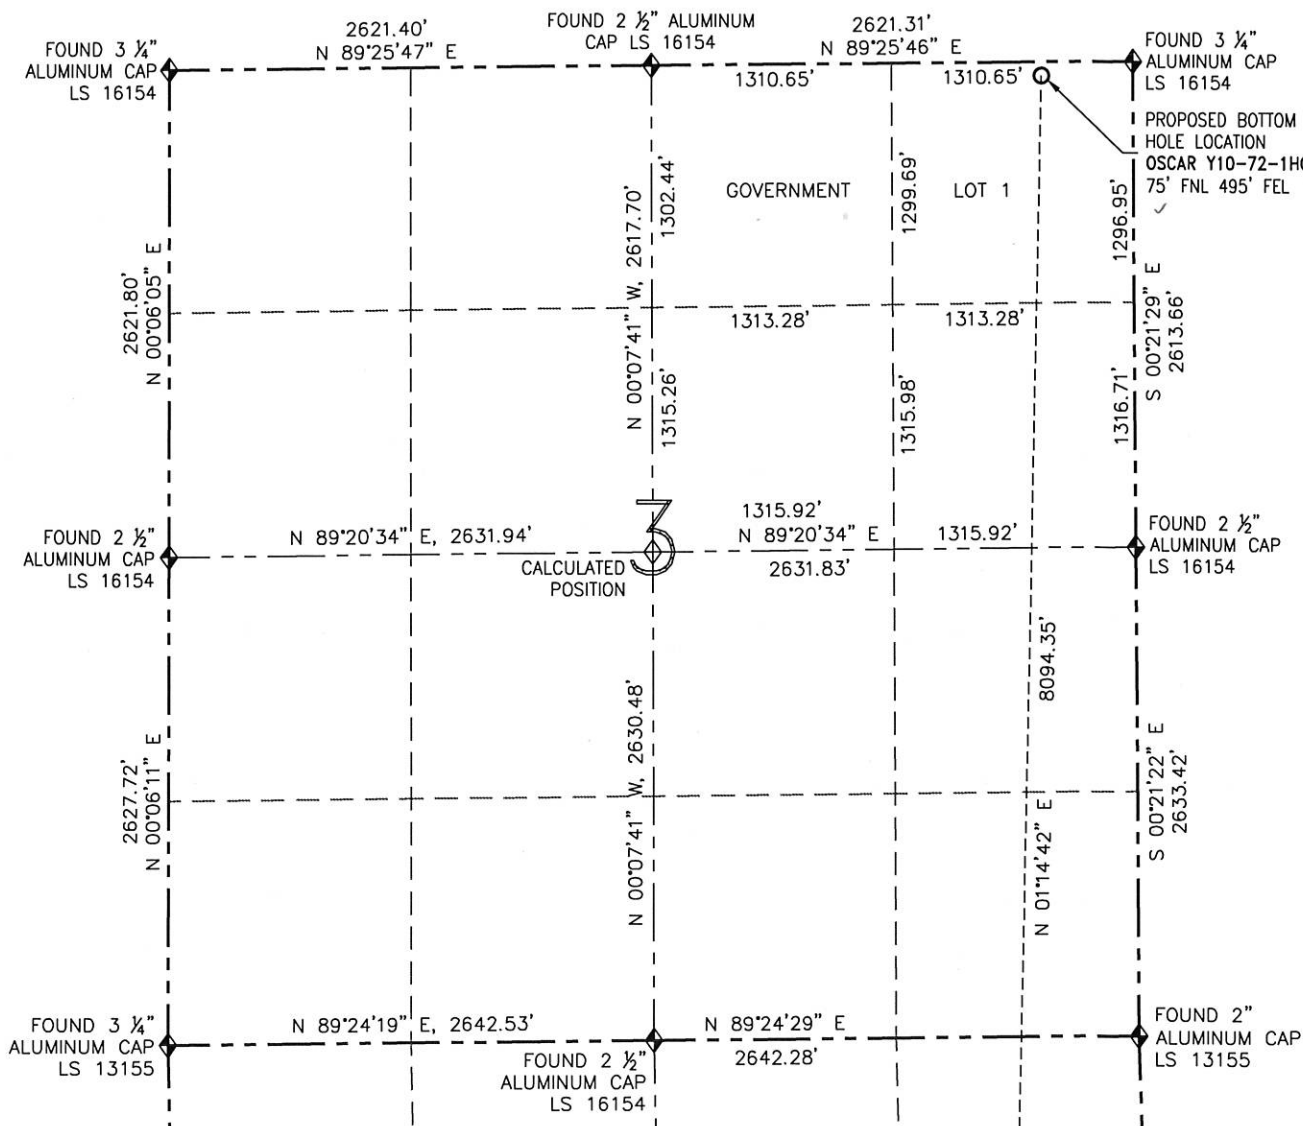 FOUND 3 ¼"
ALUMINUM CAP
LS 16154
2621.40'
N 89°25'47" E
FOUND 2 ½" ALUMINUM
CAP LS 16154
2621.31'
N 89°25'46" E
1310.65'
1310.65'
FOUND 3 ¼"
ALUMINUM CAP
LS 16154
PROPOSED BOTTOM
HOLE LOCATION
OSCAR Y10-72-1HC
75' FNL 495' FEL
GOVERNMENT LOT 1
2621.80'
N 00°06'05" E
N 00°07'41" W, 2617.70'
1302.44'
1299.69'
1296.95'
S 00°21'29" E
2613.66'
1313.28'
1313.28'
1315.26'
1315.98'
1316.71'
FOUND 2 ½"
ALUMINUM CAP
LS 16154
N 89°20'34" E, 2631.94'
3
CALCULATED
POSITION
1315.92'
N 89°20'34" E
1315.92'
2631.83'
FOUND 2 ½"
ALUMINUM CAP
LS 16154
2627.72'
N 00°06'11" E
N 00°07'41" W, 2630.48'
8094.35'
N 01°14'42" E
S 00°21'22" E
2633.42'
FOUND 3 ¼"
ALUMINUM CAP
LS 13155
N 89°24'19" E, 2642.53'
FOUND 2 ½"
ALUMINUM CAP
LS 16154
N 89°24'29" E
2642.28'
FOUND 2"
ALUMINUM CAP
LS 13155